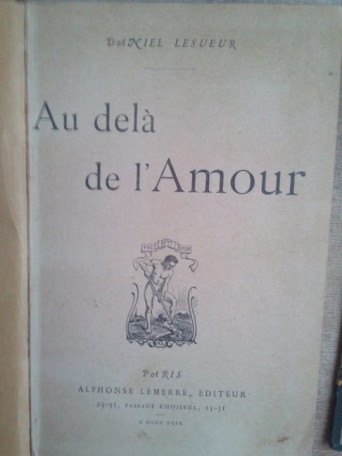 DaNIEL LESUEUR
Au delà
de l'Amour
PaRIS
ALPHONSE LEMERRE, ÉDITEUR
23-31, PASSAGE CHOISEUL, 23-31